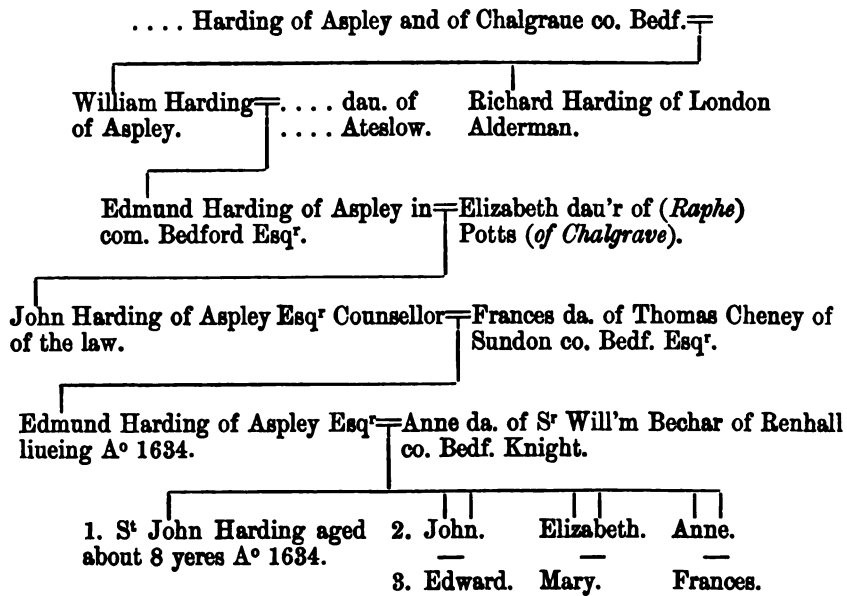 .... Harding of Aspley and of Chalgraue co. Bedf.
William Harding .... dau. of
of Aspley. .... Ateslow.
Richard Harding of London
Alderman.
Edmund Harding of Aspley in
com. Bedford Esqʳ.
Elizabeth dau'r of (Raphe)
Potts (of Chalgrave).
John Harding of Aspley Esqʳ Counsellor
of the law.
Frances da. of Thomas Cheney of
Sundon co. Bedf. Esqʳ.
Edmund Harding of Aspley Esqʳ
liueing Aᵒ 1634.
Anne da. of Sʳ Will'm Bechar of Renhall
co. Bedf. Knight.
1. Sᵗ John Harding aged
about 8 yeres Aᵒ 1634.
2. John.
3. Edward.
Elizabeth.
Mary.
Anne.
Frances.